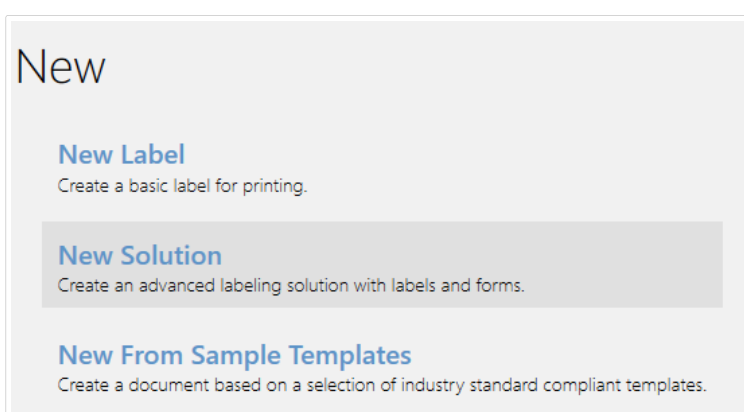 New
New Label
Create a basic label for printing.
New Solution
Create an advanced labeling solution with labels and forms.
New From Sample Templates
Create a document based on a selection of industry standard compliant templates.